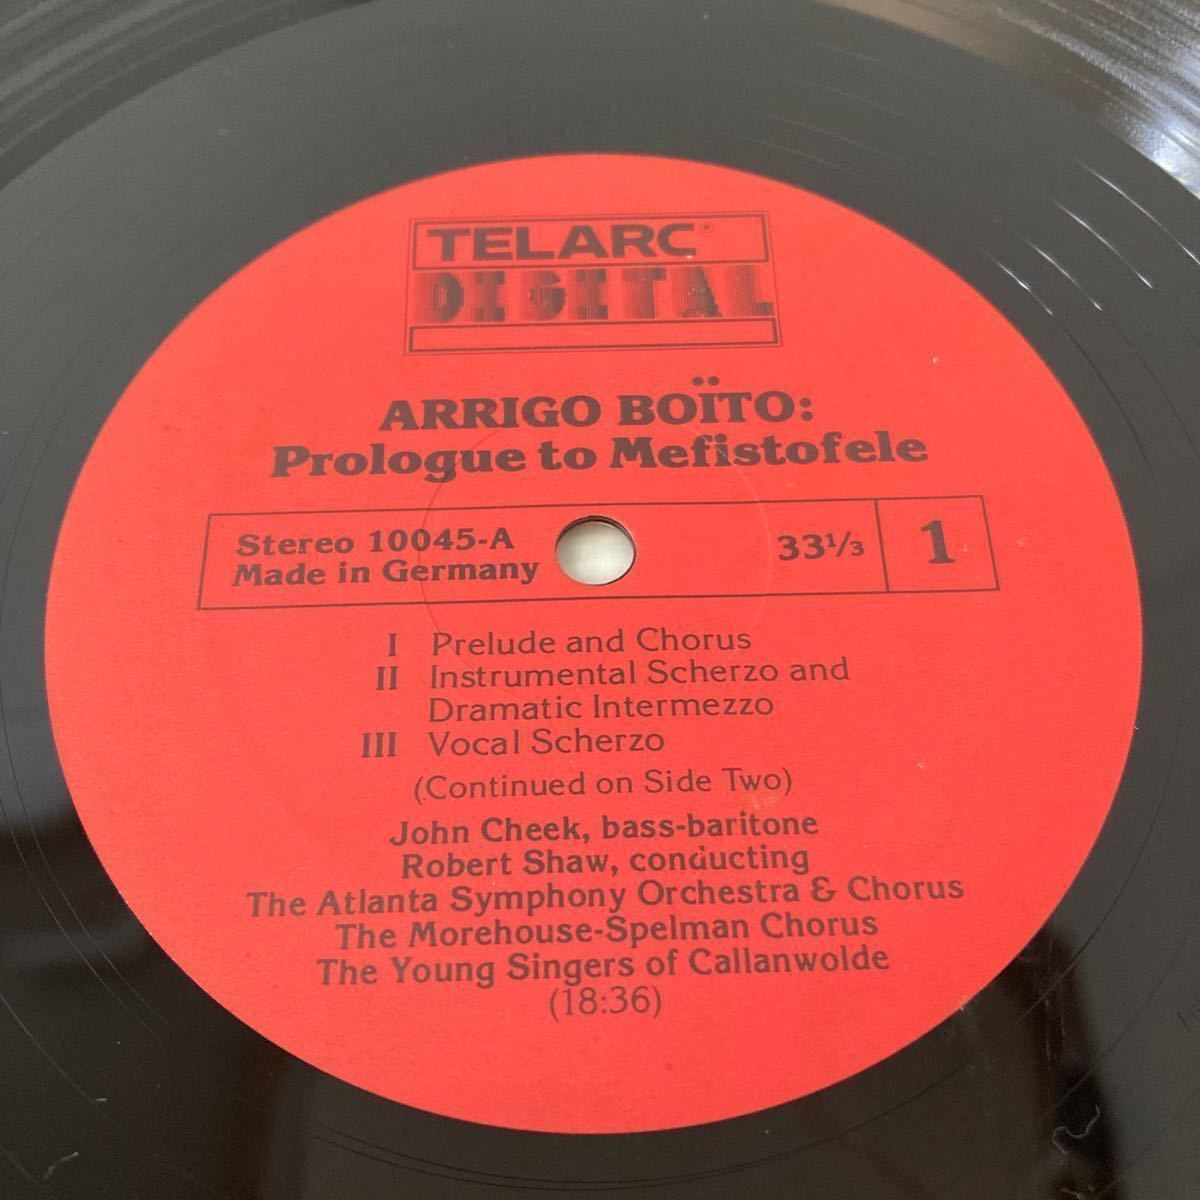 TELARC®
DIGITAL
ARRIGO BOÏTO:
Prologue to Mefistofele
Stereo 10045-A
Made in Germany
33⅓
1
I Prelude and Chorus
II Instrumental Scherzo and
Dramatic Intermezzo
III Vocal Scherzo
(Continued on Side Two)
John Cheek, bass-baritone
Robert Shaw, conducting
The Atlanta Symphony Orchestra & Chorus
The Morehouse-Spelman Chorus
The Young Singers of Callanwolde
(18:36)